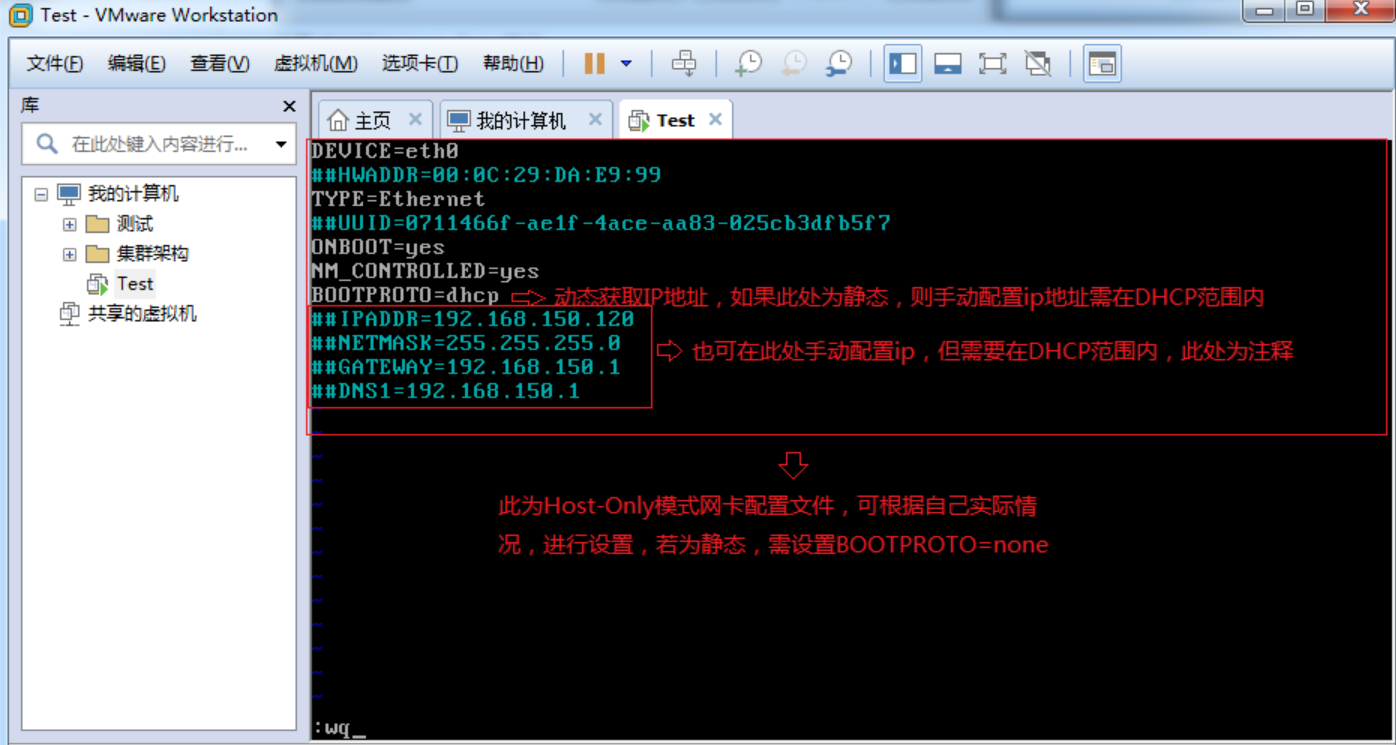 Test - VMware Workstation
文件(F) 编辑(E) 查看(V) 虚拟机(M) 选项卡(T) 帮助(H)
库
在此处键入内容进行...
我的计算机
测试
集群架构
Test
共享的虚拟机
主页 我的计算机 Test
DEVICE=eth0
##HWADDR=00:0C:29:DA:E9:99
TYPE=Ethernet
##UUID=0711466f-ae1f-4ace-aa83-025cb3dfb5f7
ONBOOT=yes
NM_CONTROLLED=yes
BOOTPROTO=dhcp 动态获取IP地址，如果此处为静态，则手动配置ip地址需在DHCP范围内
##IPADDR=192.168.150.120
##NETMASK=255.255.255.0
##GATEWAY=192.168.150.1
##DNS1=192.168.150.1
也可在此处手动配置ip，但需要在DHCP范围内，此处为注释
此为Host-Only模式网卡配置文件，可根据自己实际情
况，进行设置，若为静态，需设置BOOTPROTO=none
:wq_